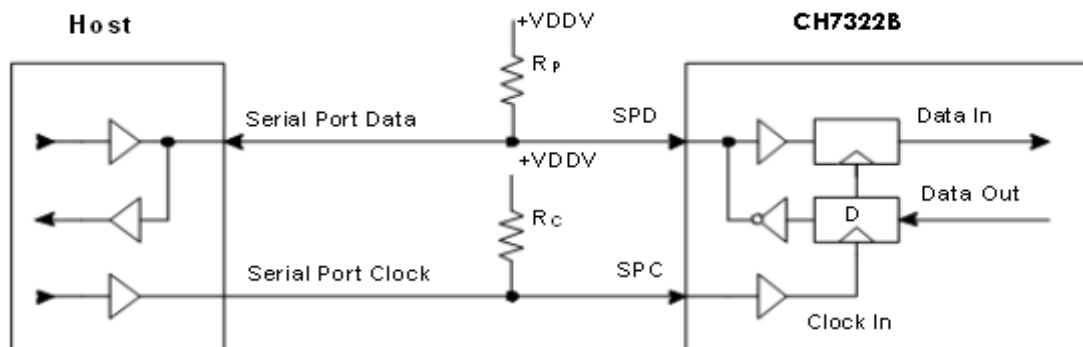 Host
+VDDV
CH7322B
RP
Serial Port Data
SPD
Data In
+VDDV
Data Out
D
RC
Serial Port Clock
SPC
Clock In